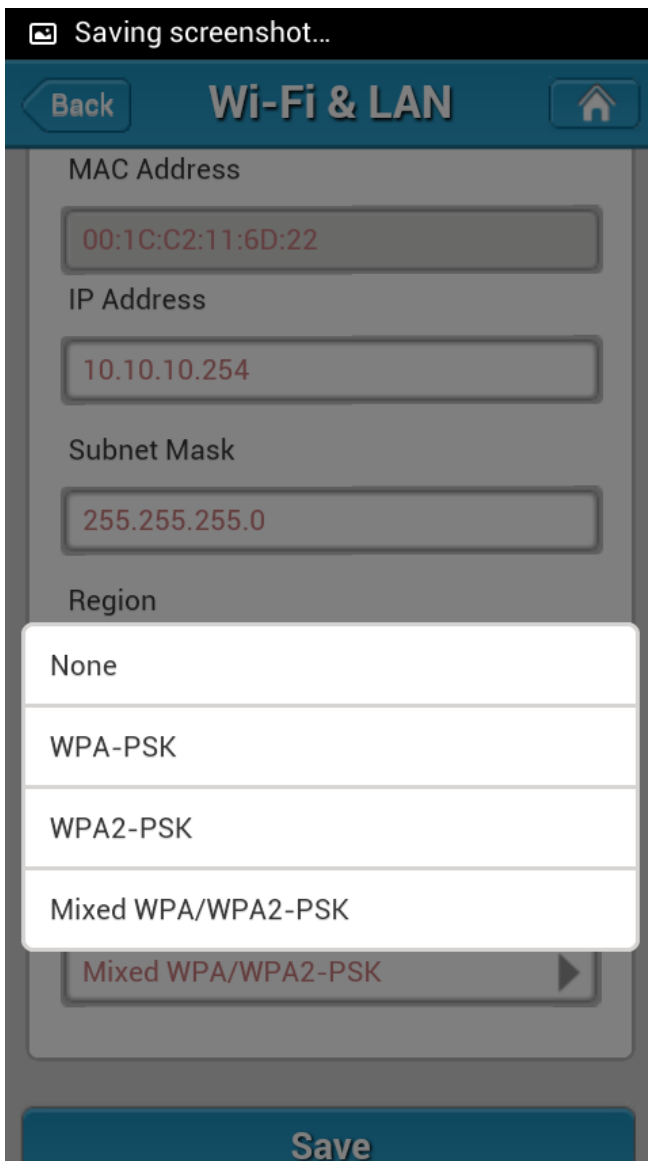 Saving screenshot...
Back
Wi-Fi & LAN
MAC Address
00:1C:C2:11:6D:22
IP Address
10.10.10.254
Subnet Mask
255.255.255.0
Region
None
WPA-PSK
WPA2-PSK
Mixed WPA/WPA2-PSK
Mixed WPA/WPA2-PSK
Save